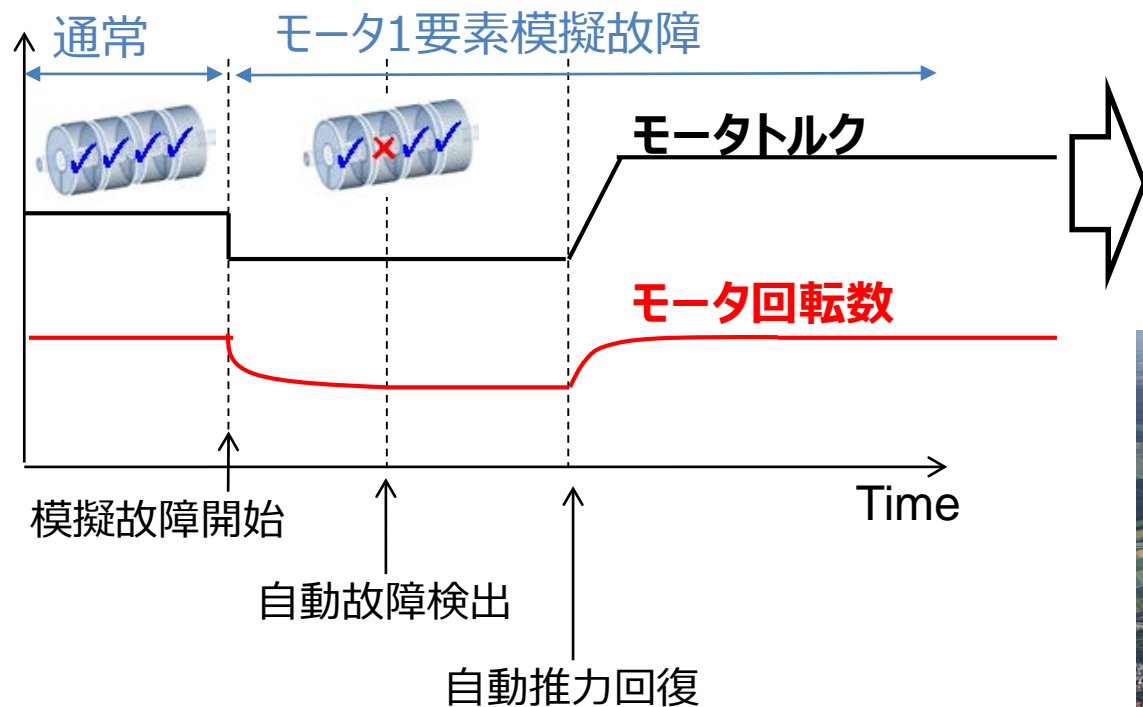 通常
モータ1要素模擬故障
モータトルク
モータ回転数
Time
模擬故障開始
自動故障検出
自動推力回復